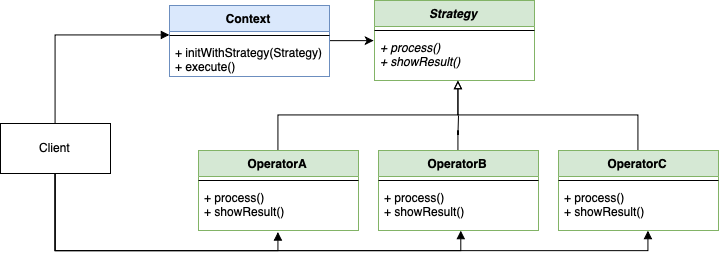 Context
+ initWithStrategy(Strategy)
+ execute()
Strategy
+ process()
+ showResult()
Client
OperatorA
+ process()
+ showResult()
OperatorB
+ process()
+ showResult()
OperatorC
+ process()
+ showResult()